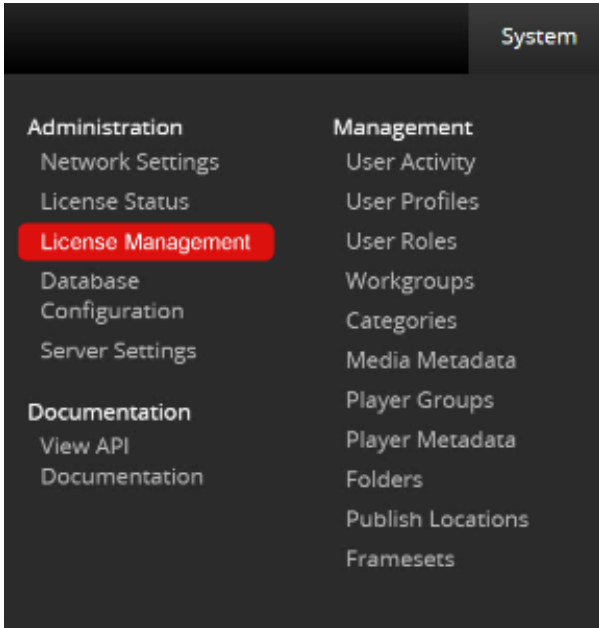 System
Administration
Network Settings
License Status
License Management
Database
Configuration
Server Settings
Documentation
View API
Documentation
Management
User Activity
User Profiles
User Roles
Workgroups
Categories
Media Metadata
Player Groups
Player Metadata
Folders
Publish Locations
Framesets